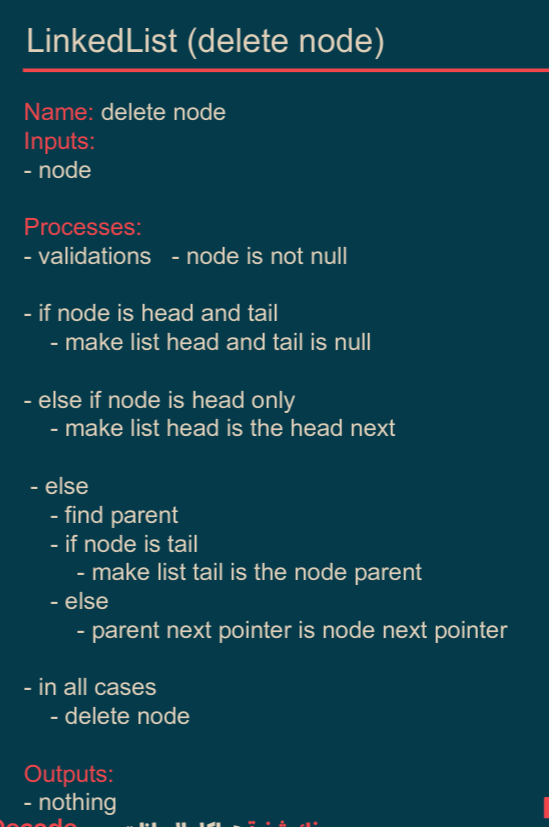 LinkedList (delete node)
Name: delete node
Inputs:
- node
Processes:
- validations - node is not null
- if node is head and tail
- make list head and tail is null
- else if node is head only
- make list head is the head next
- else
- find parent
- if node is tail
- make list tail is the node parent
- else
- parent next pointer is node next pointer
- in all cases
- delete node
Outputs:
- nothing